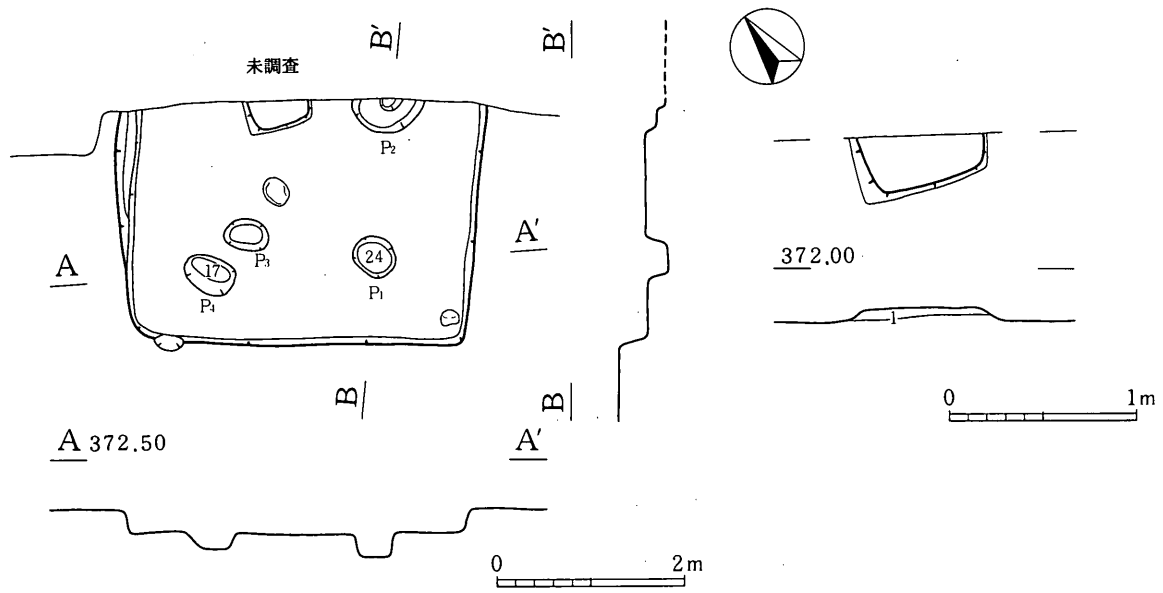 B′
B′
未調査
P2
A′
372.00
A
24
P3
17
P1
P4
1
B
B
0 1m
A 372.50
A′
0 2m